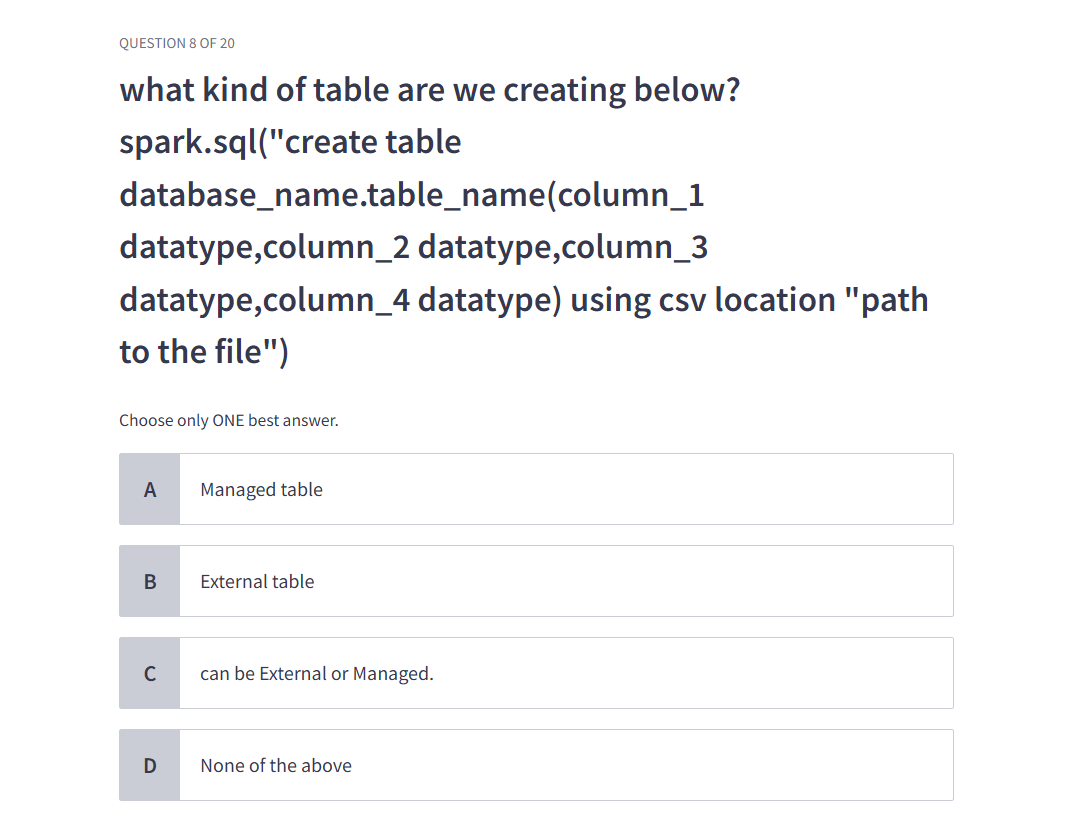 QUESTION 8 OF 20
what kind of table are we creating below?
spark.sql("create table
database_name.table_name(column_1
datatype,column_2 datatype,column_3
datatype,column_4 datatype) using csv location "path
to the file")
Choose only ONE best answer.
A Managed table
B External table
C can be External or Managed.
D None of the above